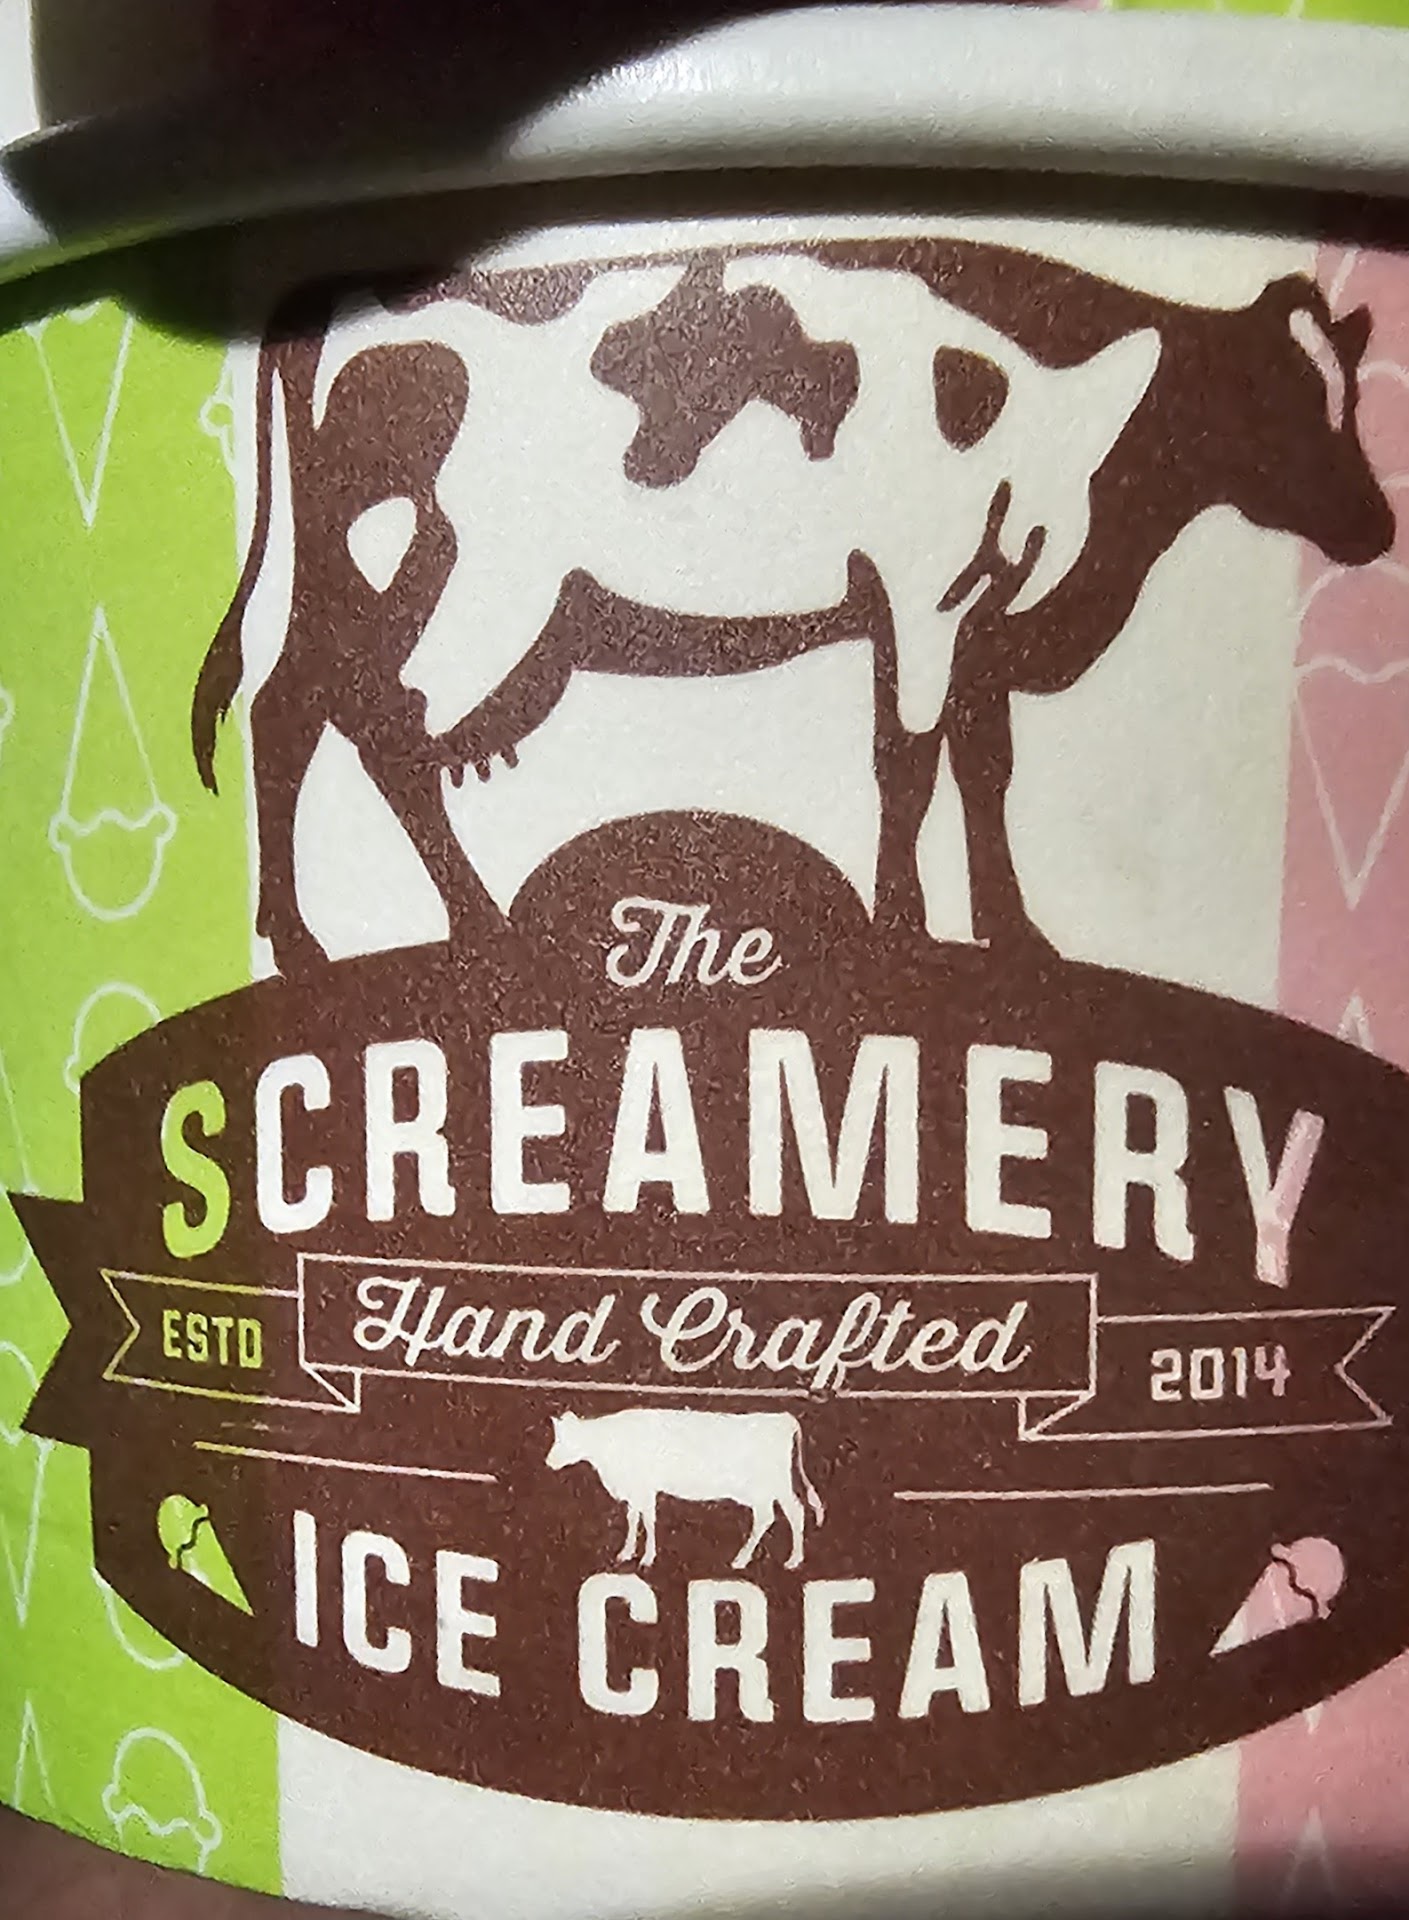 The
SCREAMERY
ESTD Hand Crafted 2014
ICE CREAM